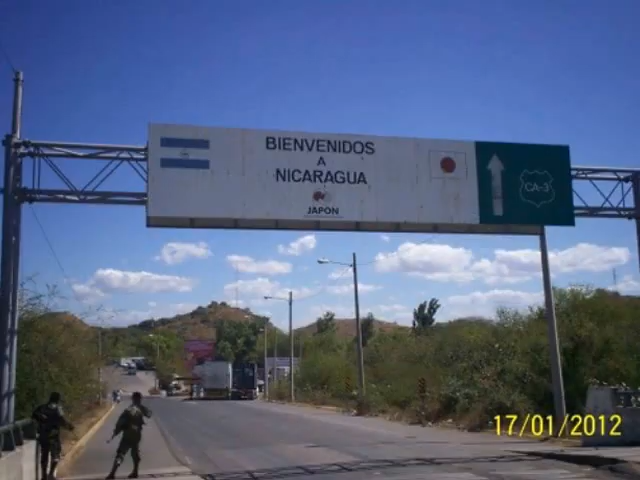 BIENVENIDOS
A
NICARAGUA
JAPON
CA-3
17/01/2012